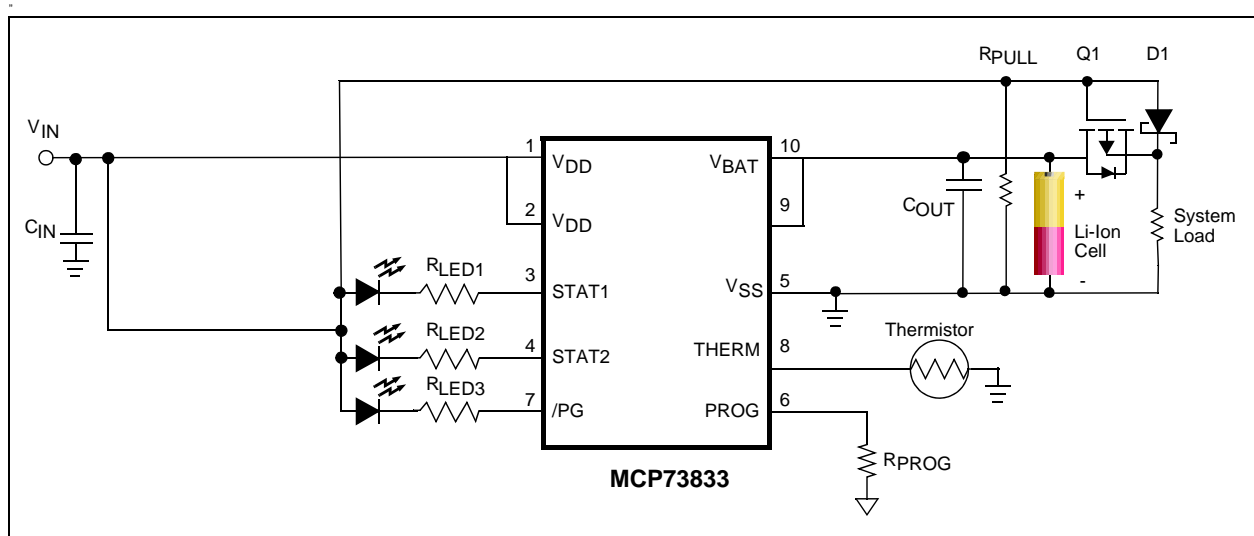 RPULL Q1 D1
VIN
1 VDD
VBAT 10
2 VDD
9
CIN
COUT
+
Li-Ion
Cell
-
System
Load
RLED1 3 STAT1
VSS 5
RLED2 4 STAT2
THERM 8
Thermistor
RLED3 7 /PG
PROG 6
RPROG
MCP73833